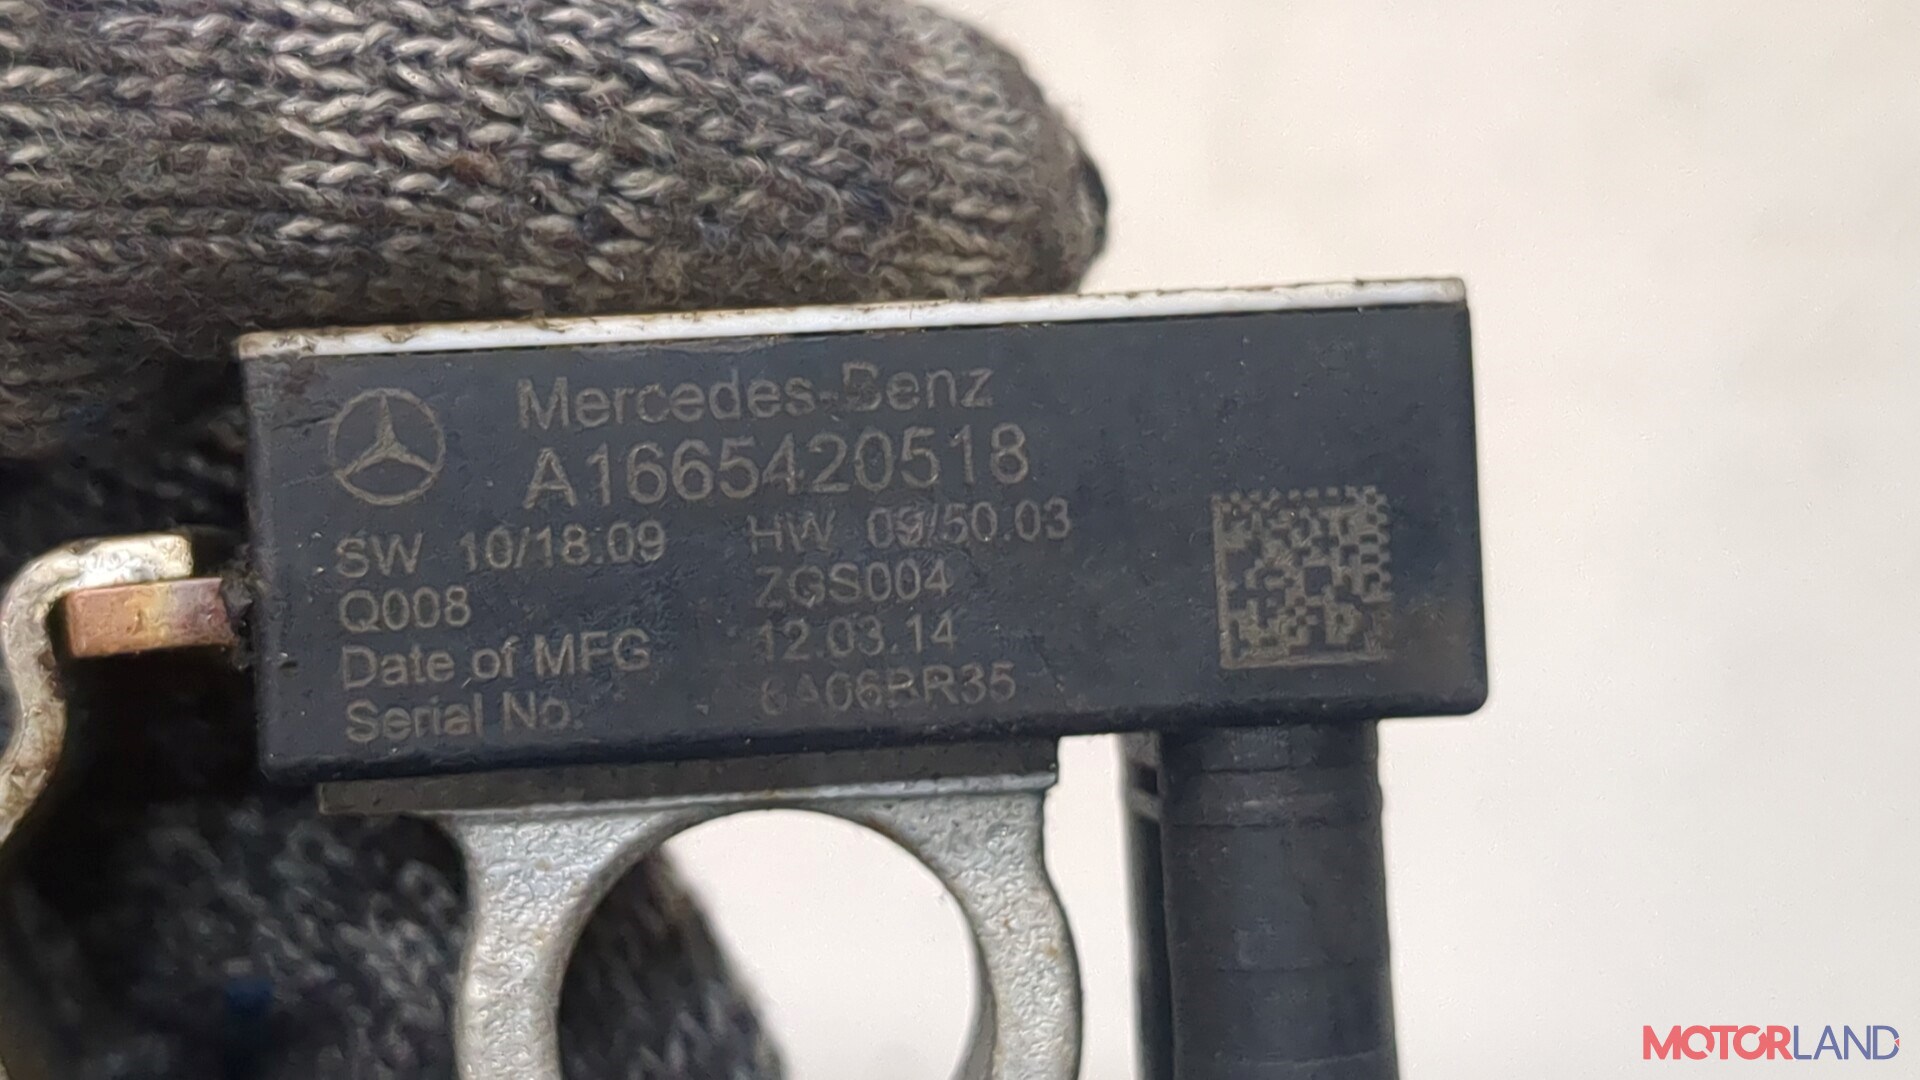 Mercedes-Benz
A1665420518
SW 10/18.09 HW 09/50.03
Q008 ZGS004
Date of MFG 12.03.14
Serial No. 6A06BR35
MOTORLAND